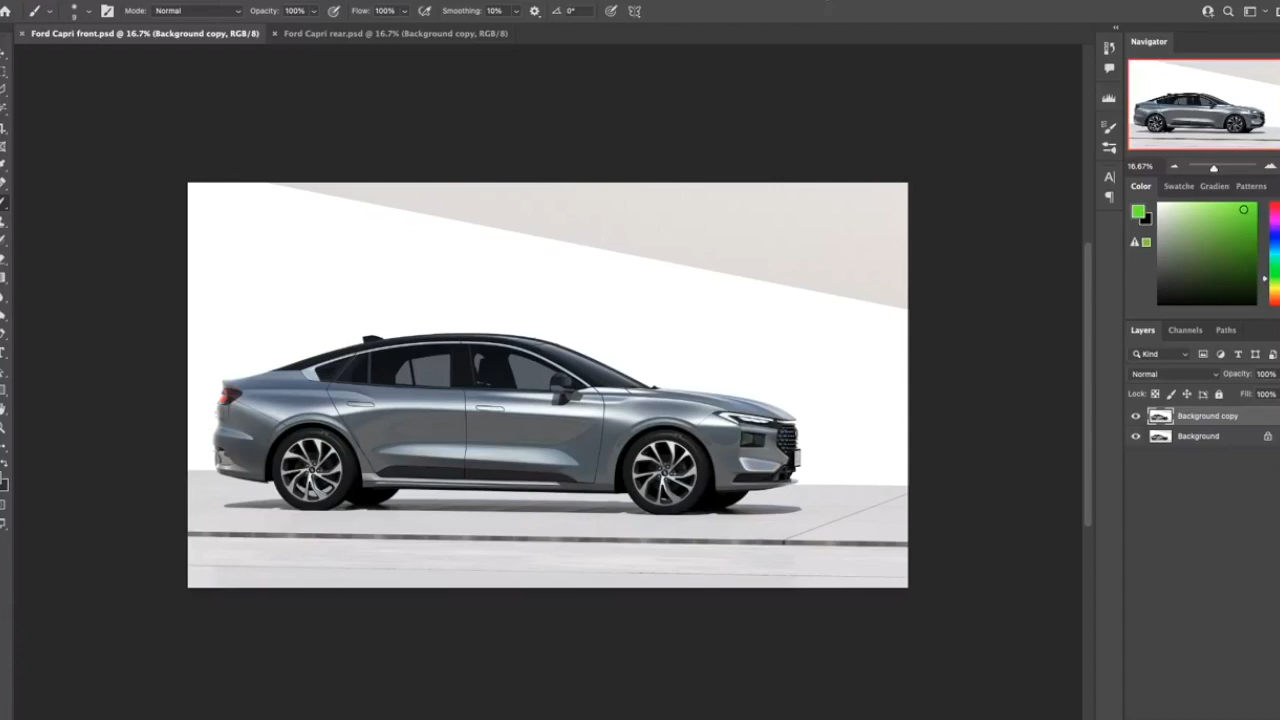 Mode: Normal Opacity: 100% Flow: 100% Smoothing: 10% 0°
9
× Ford Capri front.psd @ 16.7% (Background copy, RGB/8) × Ford Capri rear.psd @ 16.7% (Background copy, RGB/8)
Navigator
16.67%
Color Swatche Gradien Patterns
Layers Channels Paths
Kind
Normal Opacity: 100%
Lock: Fill: 100%
Background copy
Background